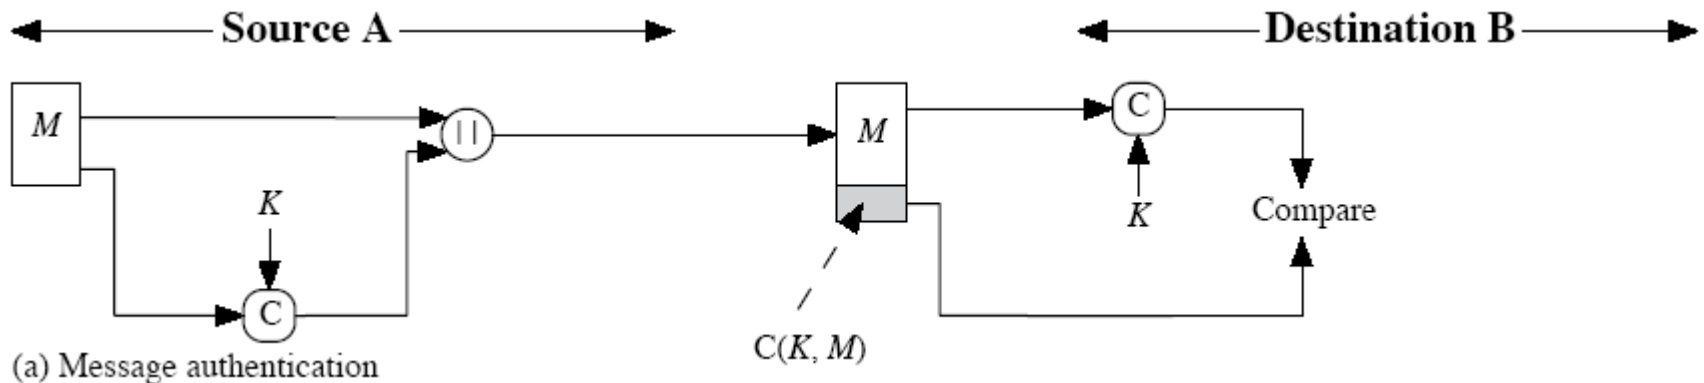 Source A
Destination B
M
||
K
C
(a) Message authentication
M
C(K, M)
C
K
Compare